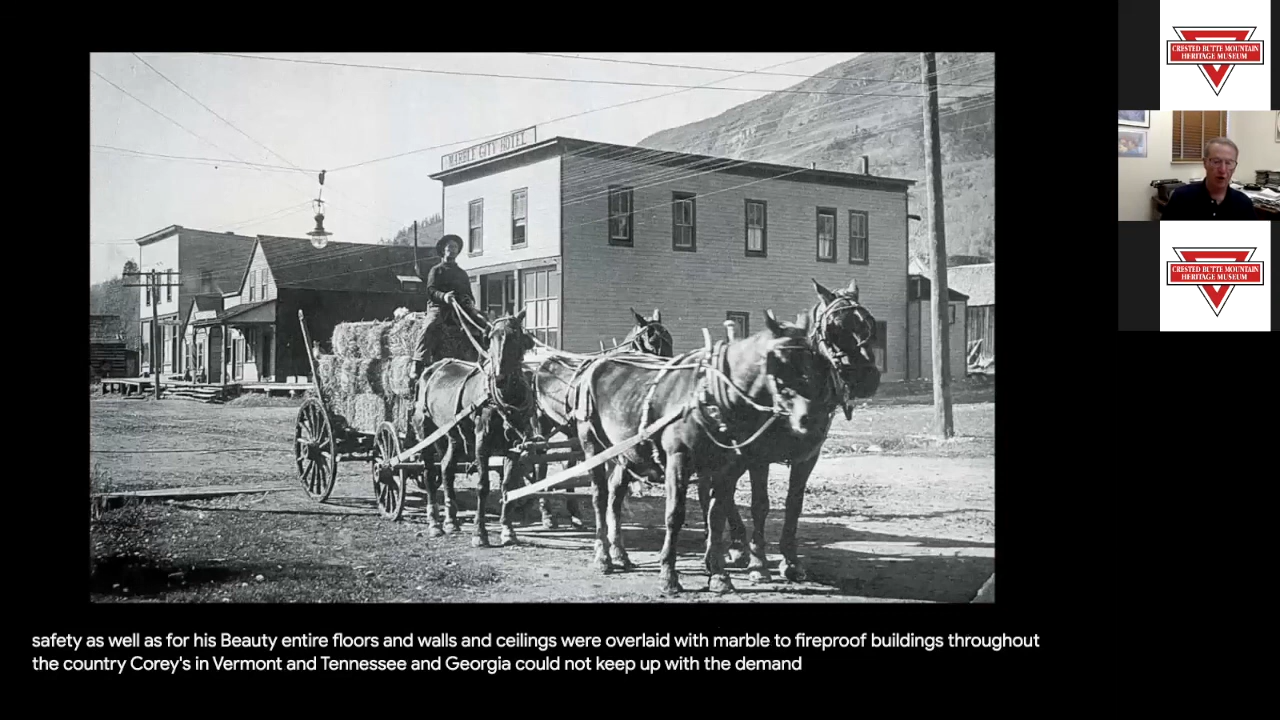 MARBLE CITY HOTEL
CRESTED BUTTE MOUNTAIN
HERITAGE MUSEUM
CRESTED BUTTE MOUNTAIN
HERITAGE MUSEUM
safety as well as for his Beauty entire floors and walls and ceilings were overlaid with marble to fireproof buildings throughout
the country Corey's in Vermont and Tennessee and Georgia could not keep up with the demand